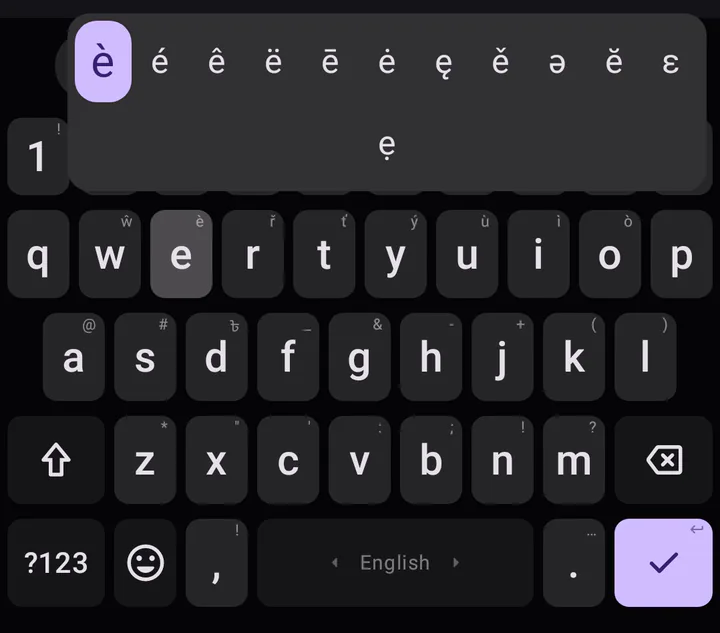 è é ê ë ē ė ę ě ə ĕ ɛ
ẹ
1 !
q w ŵ e è r ř t ť y ý u ù i ì o ò p
a @ s # d ъ f _ g & h - j + k ( l )
z * x " c ' v : b ; n ! m ?
?123 , ! English . …